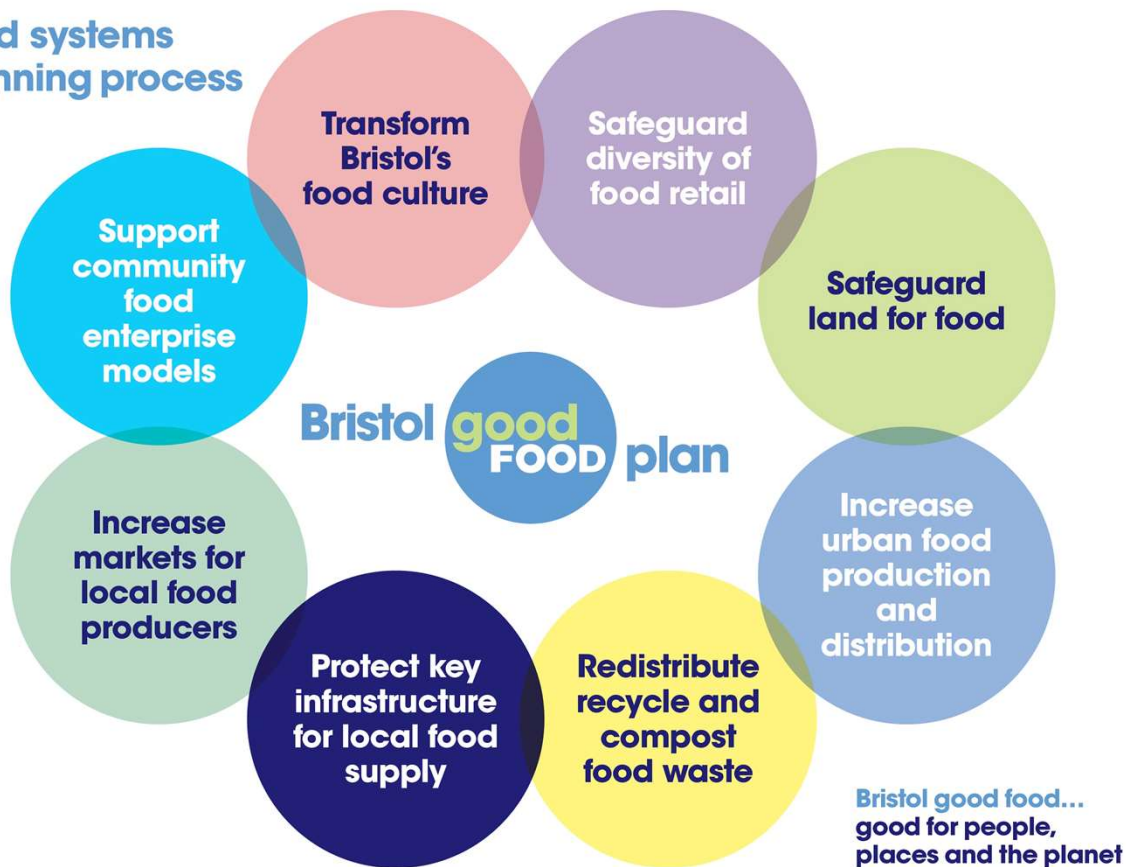 d systems
nning process
Transform
Bristol's
food culture
Safeguard
diversity of
food retail
Safeguard
land for food
Increase
urban food
production
and
distribution
Redistribute
recycle and
compost
food waste
Protect key
infrastructure
for local food
supply
Increase
markets for
local food
producers
Support
community
food
enterprise
models
Bristol good FOOD plan
Bristol good food...
good for people,
places and the planet